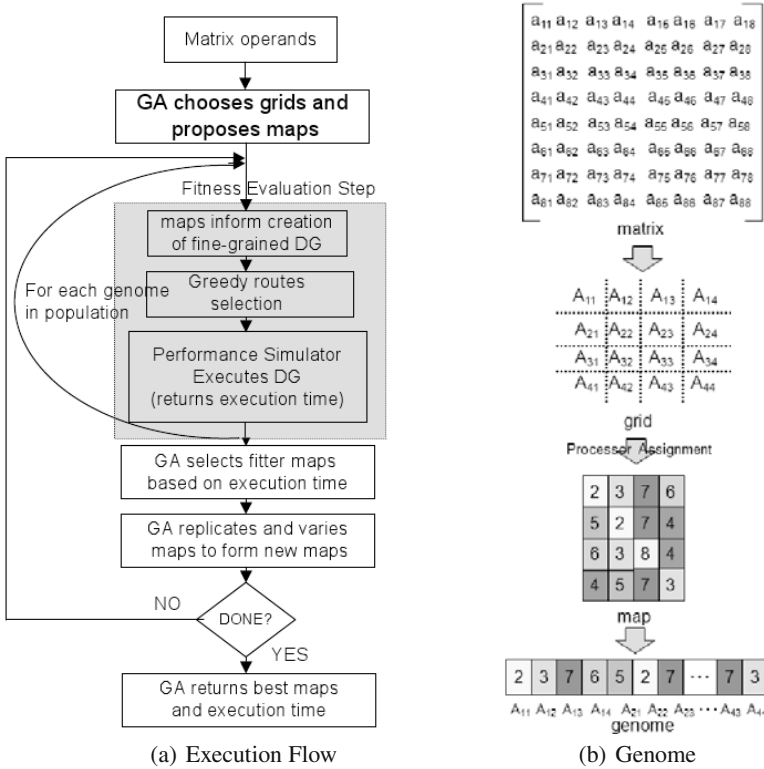 Matrix operands
GA chooses grids and
proposes maps
Fitness Evaluation Step
maps inform creation
of fine-grained DG
Greedy routes
selection
For each genome
in population
Performance Simulator
Executes DG
(returns execution time)
GA selects fitter maps
based on execution time
GA replicates and varies
maps to form new maps
NO
DONE?
YES
GA returns best maps
and execution time
(a) Execution Flow
a11 a12 a13 a14 a15 a16 a17 a18
a21 a22 a23 a24 a25 a26 a27 a28
a31 a32 a33 a34 a35 a36 a37 a38
a41 a42 a43 a44 a45 a46 a47 a48
a51 a52 a53 a54 a55 a56 a57 a58
a61 a62 a63 a64 a65 a66 a67 a68
a71 a72 a73 a74 a75 a76 a77 a78
a81 a82 a83 a84 a85 a86 a87 a88
matrix
A11 A12 A13 A14
A21 A22 A23 A24
A31 A32 A33 A34
A41 A42 A43 A44
grid
Processor Assignment
2 3 7 6
5 2 7 4
6 3 8 4
4 5 7 3
map
2 3 7 6 5 2 7 ... 7 3
A11 A12 A13 A14 A21 A22 A23 ... A43 A44
genome
(b) Genome